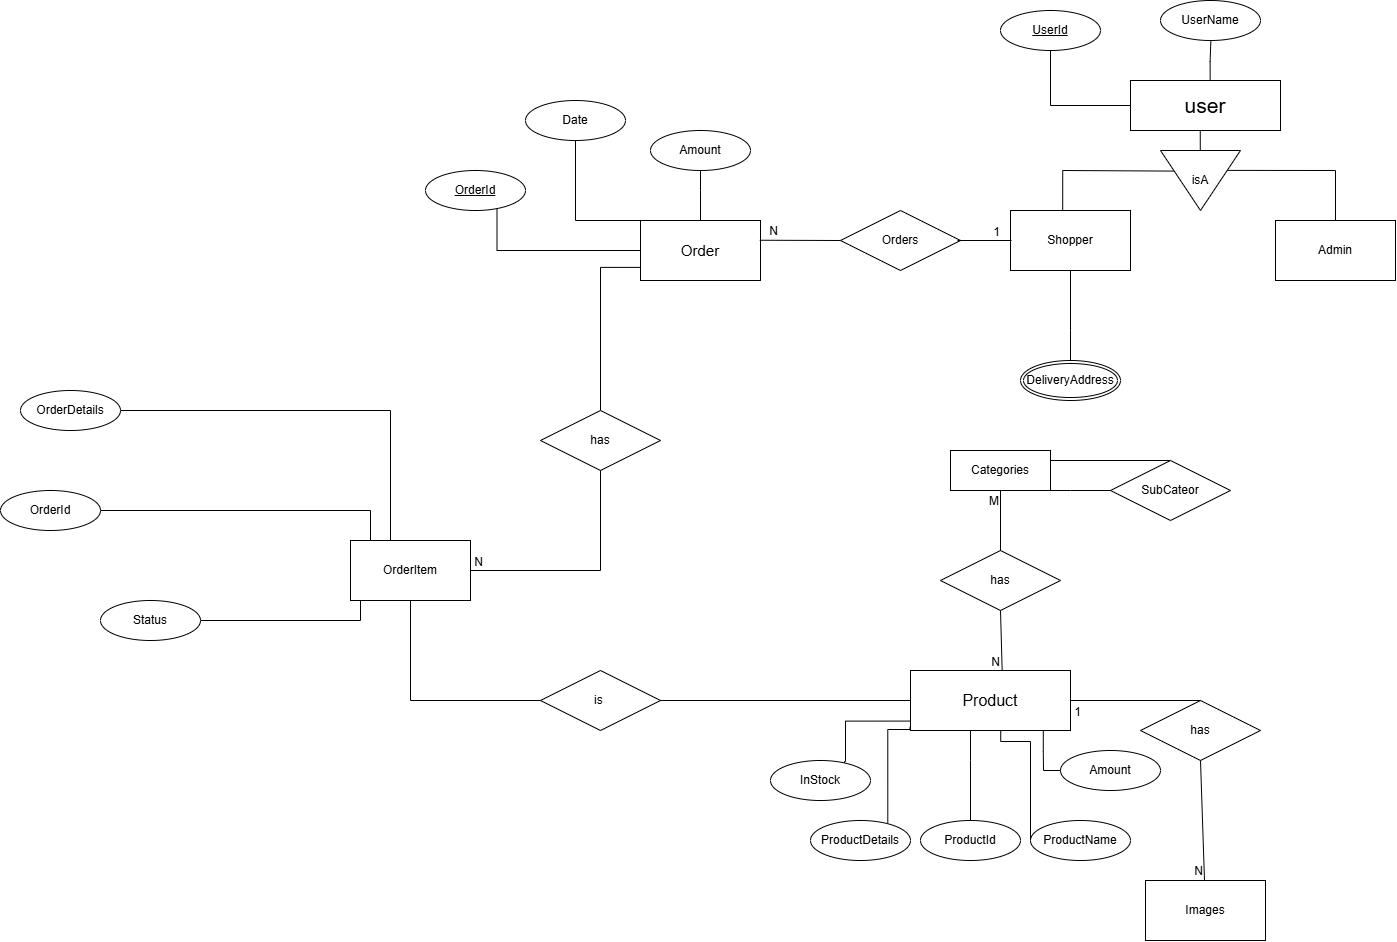 UserName
UserId
user
Date
Amount
isA
OrderId
N
Orders
1
Shopper
Order
Admin
DeliveryAddress
OrderDetails
has
Categories
SubCateor
M
OrderId
N
OrderItem
has
Status
N
is
Product
1
has
InStock
Amount
ProductDetails
ProductId
ProductName
N
Images